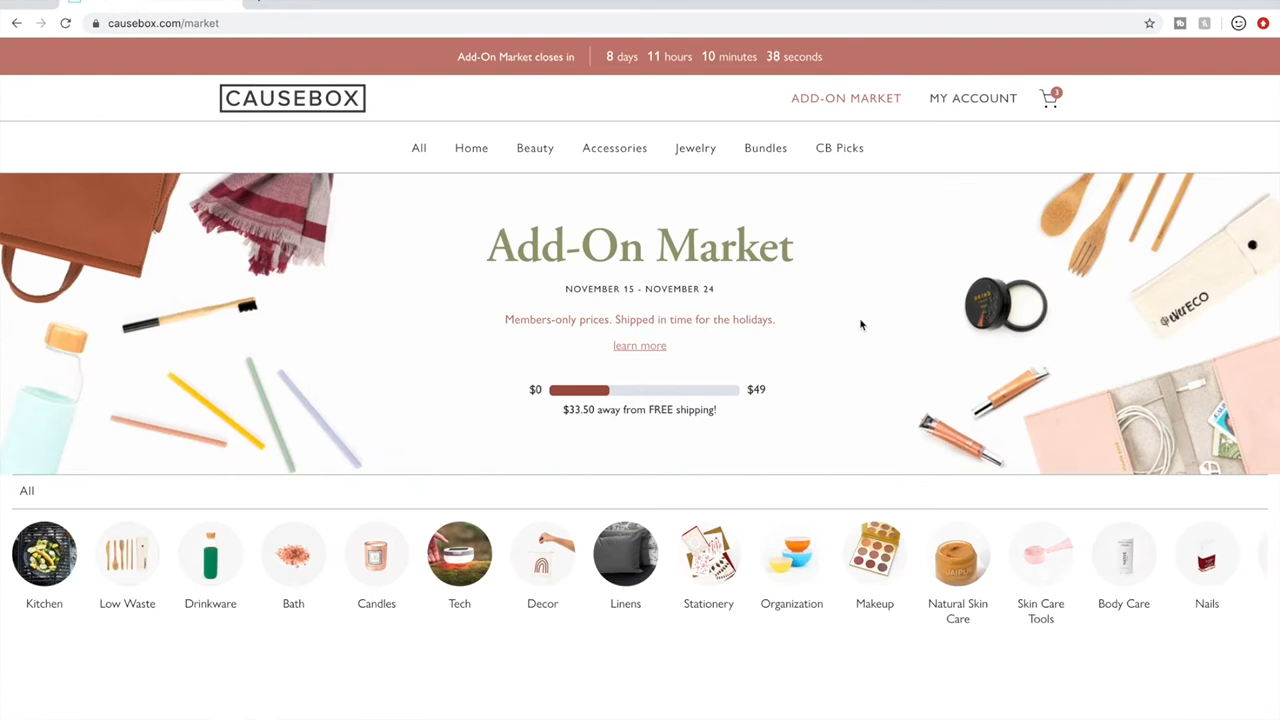 causebox.com/market
Add-On Market closes in 8 days 11 hours 10 minutes 38 seconds
CAUSEBOX
ADD-ON MARKET MY ACCOUNT 3
All Home Beauty Accessories Jewelry Bundles CB Picks
Add-On Market
NOVEMBER 15 - NOVEMBER 24
Members-only prices. Shipped in time for the holidays.
learn more
$0 $49
$33.50 away from FREE shipping!
everECO
All
JAIPUR
Kitchen Low Waste Drinkware Bath Candles Tech Decor Linens Stationery Organization Makeup Natural Skin Care Skin Care Tools Body Care Nails